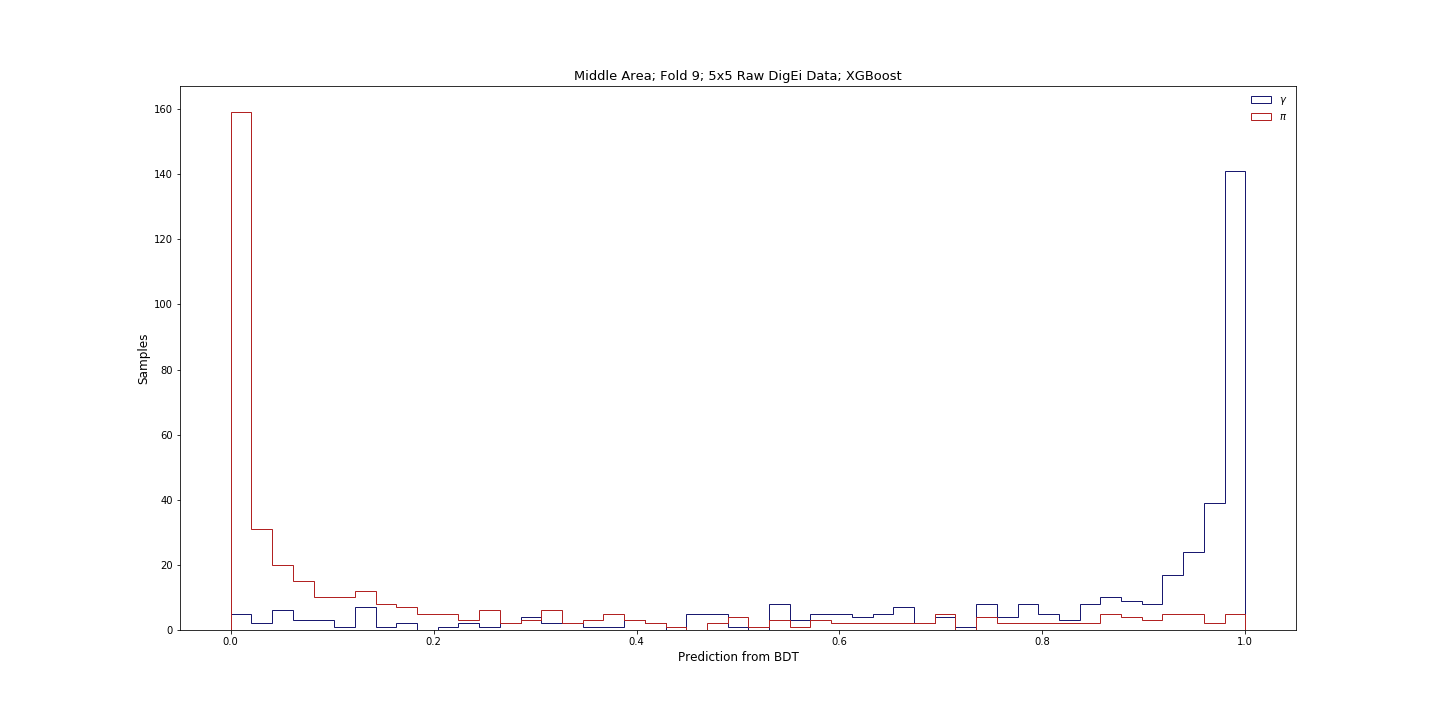 Middle Area; Fold 9; 5x5 Raw DigEi Data; XGBoost
γ
π
160
140
120
100
80
60
40
20
0
Samples
0.0 0.2 0.4 0.6 0.8 1.0
Prediction from BDT